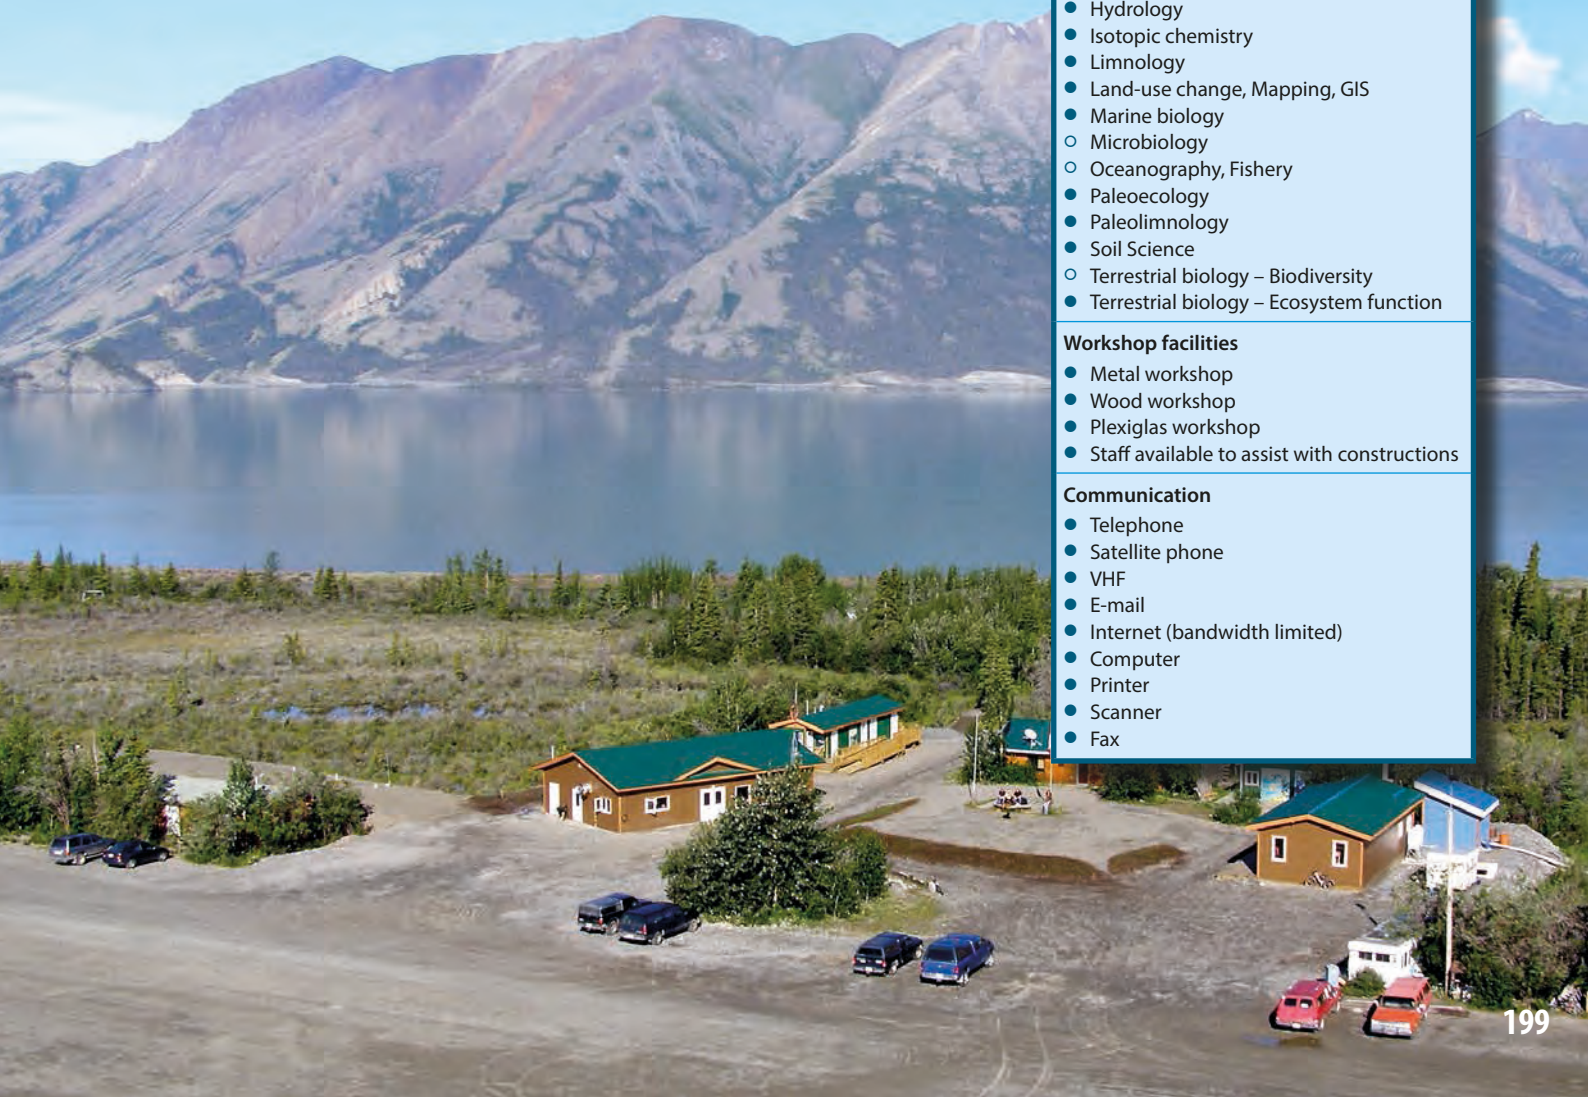 ● Hydrology
● Isotopic chemistry
● Limnology
● Land-use change, Mapping, GIS
● Marine biology
○ Microbiology
○ Oceanography, Fishery
● Paleoecology
● Paleolimnology
● Soil Science
○ Terrestrial biology – Biodiversity
● Terrestrial biology – Ecosystem function
Workshop facilities
● Metal workshop
● Wood workshop
● Plexiglas workshop
● Staff available to assist with constructions
Communication
● Telephone
● Satellite phone
● VHF
● E-mail
● Internet (bandwidth limited)
● Computer
● Printer
● Scanner
● Fax
199